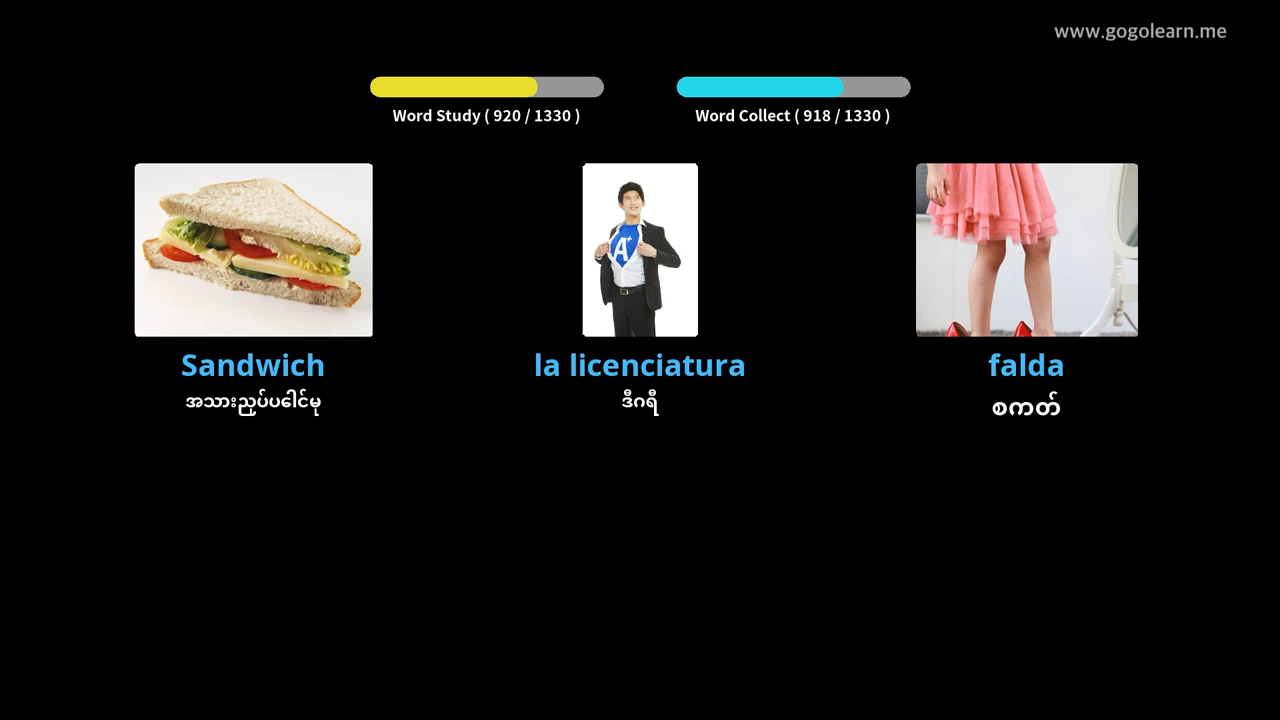 www.gogolearn.me
Word Study ( 920 / 1330 )
Word Collect ( 918 / 1330 )
A+
Sandwich
la licenciatura
falda
အသားညှပ်ပေါင်မု
ဒီဂရီ
စကတ်